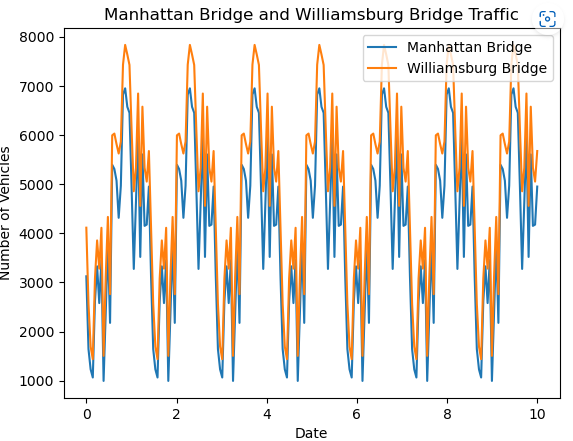 Manhattan Bridge and Williamsburg Bridge Traffic
Manhattan Bridge
Williamsburg Bridge
8000
7000
6000
5000
4000
3000
2000
1000
Number of Vehicles
0
2
4
6
8
10
Date